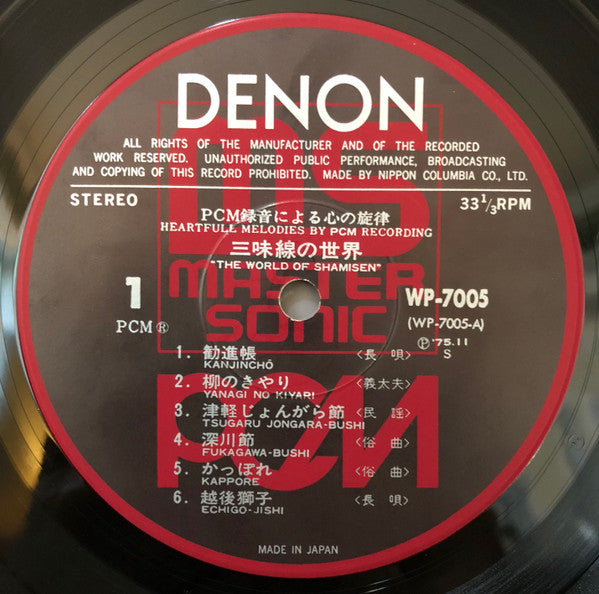 DENON
ALL RIGHTS OF THE MANUFACTURER AND OF THE RECORDED
WORK RESERVED. UNAUTHORIZED PUBLIC PERFORMANCE, BROADCASTING
AND COPYING OF THIS RECORD PROHIBITED. MADE BY NIPPON COLUMBIA CO., LTD.
STEREO 33 1/3 RPM
PCM録音による心の旋律
HEARTFULL MELODIES BY PCM RECORDING
三味線の世界
"THE WORLD OF SHAMISEN"
MS
MASTER
SONIC
PCM
1
PCM Ⓡ
WP-7005
(WP-7005-A)
Ⓟ '75.11
S
1. 勧進帳 〈長唄〉
KANJINCHŌ
2. 柳のきやり 〈義太夫〉
YANAGI NO KIYARI
3. 津軽じょんがら節 〈民謡〉
TSUGARU JONGARA-BUSHI
4. 深川節 〈俗曲〉
FUKAGAWA-BUSHI
5. かっぽれ 〈俗曲〉
KAPPORE
6. 越後獅子 〈長唄〉
ECHIGO-JISHI
MADE IN JAPAN